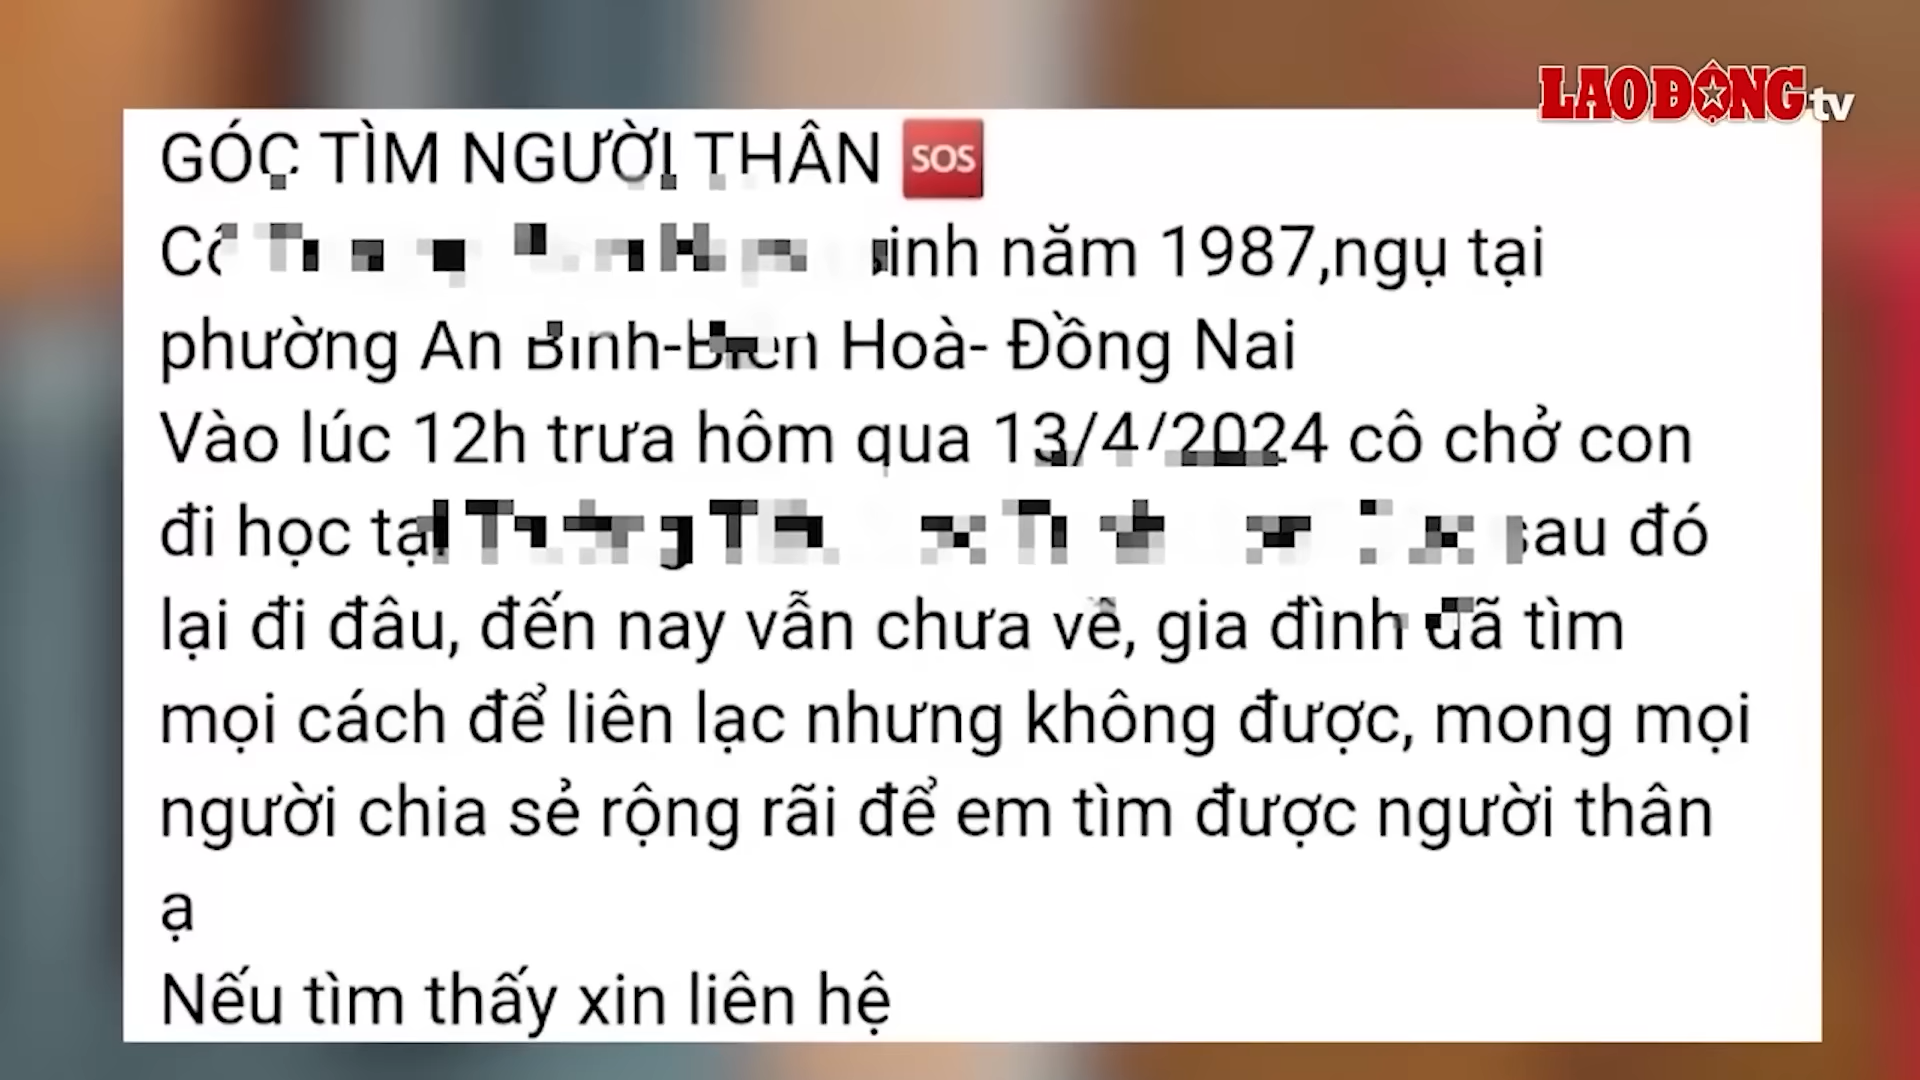 LAO ĐỘNG tv
GÓC TÌM NGƯỜI THÂN SOS
sinh năm 1987,ngụ tại
phường An Bình-Biên Hoà- Đồng Nai
Vào lúc 12h trưa hôm qua 13/4/2024 cô chở con
đi học tại sau đó
lại đi đâu, đến nay vẫn chưa về, gia đình đã tìm
mọi cách để liên lạc nhưng không được, mong mọi
người chia sẻ rộng rãi để em tìm được người thân
ạ
Nếu tìm thấy xin liên hệ